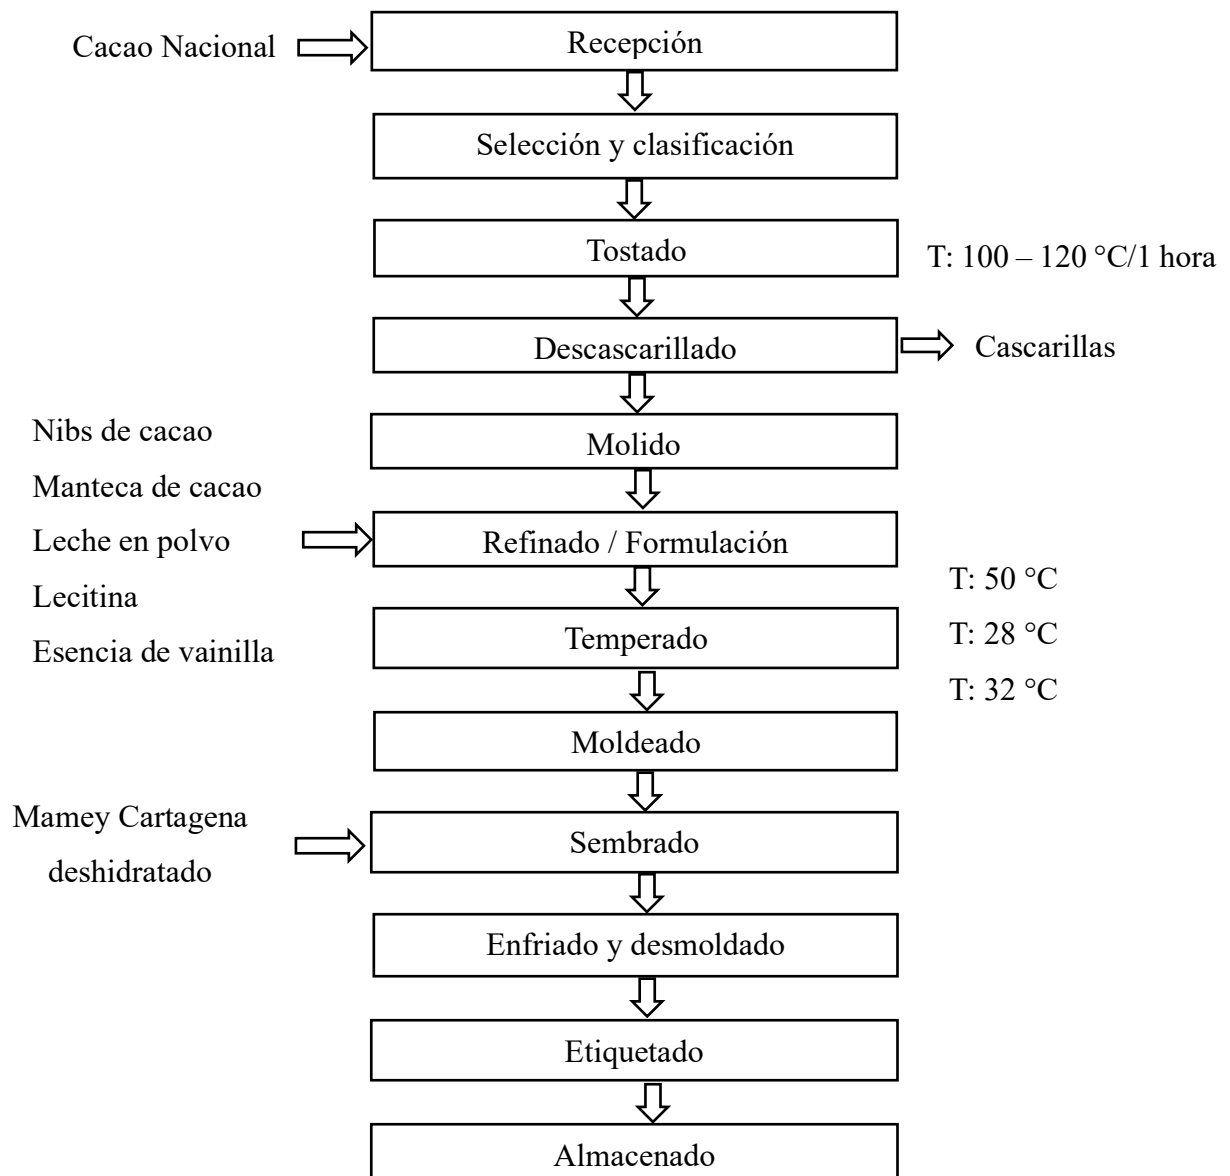 Cacao Nacional
Recepción
Selección y clasificación
Tostado
T: 100 – 120 °C/1 hora
Descascarillado
Cascarillas
Molido
Nibs de cacao
Manteca de cacao
Leche en polvo
Lecitina
Esencia de vainilla
Refinado / Formulación
Temperado
T: 50 °C
T: 28 °C
T: 32 °C
Moldeado
Mamey Cartagena
deshidratado
Sembrado
Enfriado y desmoldado
Etiquetado
Almacenado